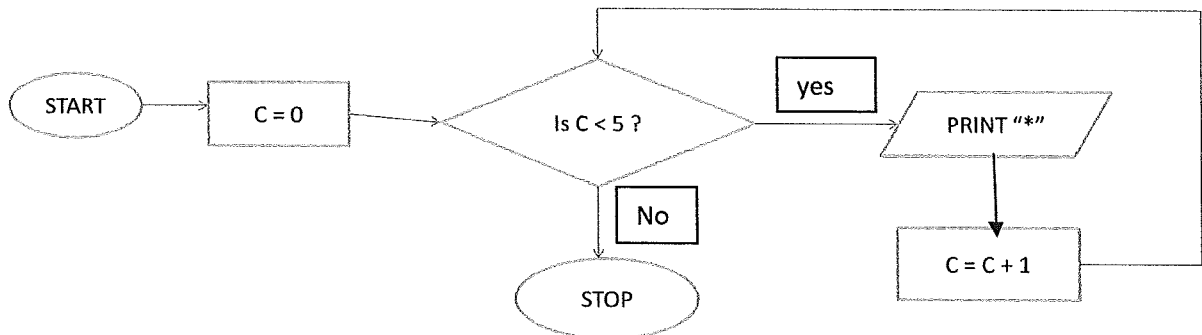 START
C = 0
Is C < 5 ?
yes
PRINT “*”
No
C = C + 1
STOP